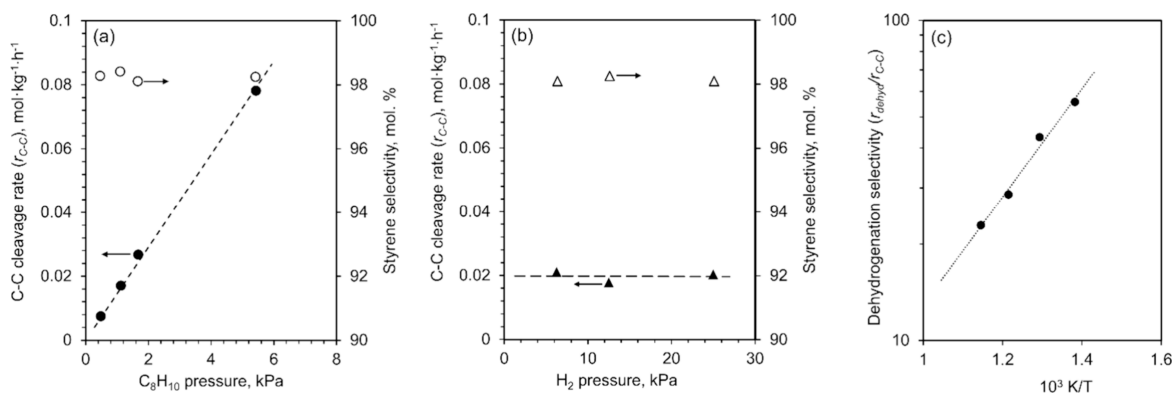 (a)
C-C cleavage rate (r_C-C), mol·kg⁻¹·h⁻¹
0.1
0.08
0.06
0.04
0.02
0
0 2 4 6 8
C₈H₁₀ pressure, kPa
100
98
96
94
92
90
Styrene selectivity, mol. %
(b)
C-C cleavage rate (r_C-C), mol·kg⁻¹·h⁻¹
0.1
0.08
0.06
0.04
0.02
0
0 10 20 30
H₂ pressure, kPa
100
98
96
94
92
90
Styrene selectivity, mol. %
(c)
Dehydrogenation selectivity (r_dehyd/r_C-C)
100
10
1 1.2 1.4 1.6
10³ K/T